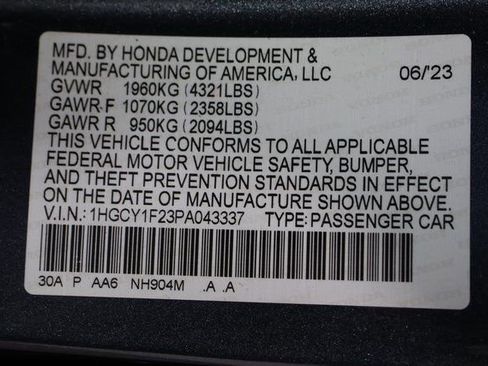 MFD. BY HONDA DEVELOPMENT &
MANUFACTURING OF AMERICA, LLC 06/'23
GVWR 1960KG (4321LBS)
GAWR F 1070KG (2358LBS)
GAWR R 950KG (2094LBS)
THIS VEHICLE CONFORMS TO ALL APPLICABLE
FEDERAL MOTOR VEHICLE SAFETY, BUMPER,
AND THEFT PREVENTION STANDARDS IN EFFECT
ON THE DATE OF MANUFACTURE SHOWN ABOVE.
V.I.N.: 1HGCY1F23PA043337 TYPE: PASSENGER CAR
30A P AA6 NH904M .A .A